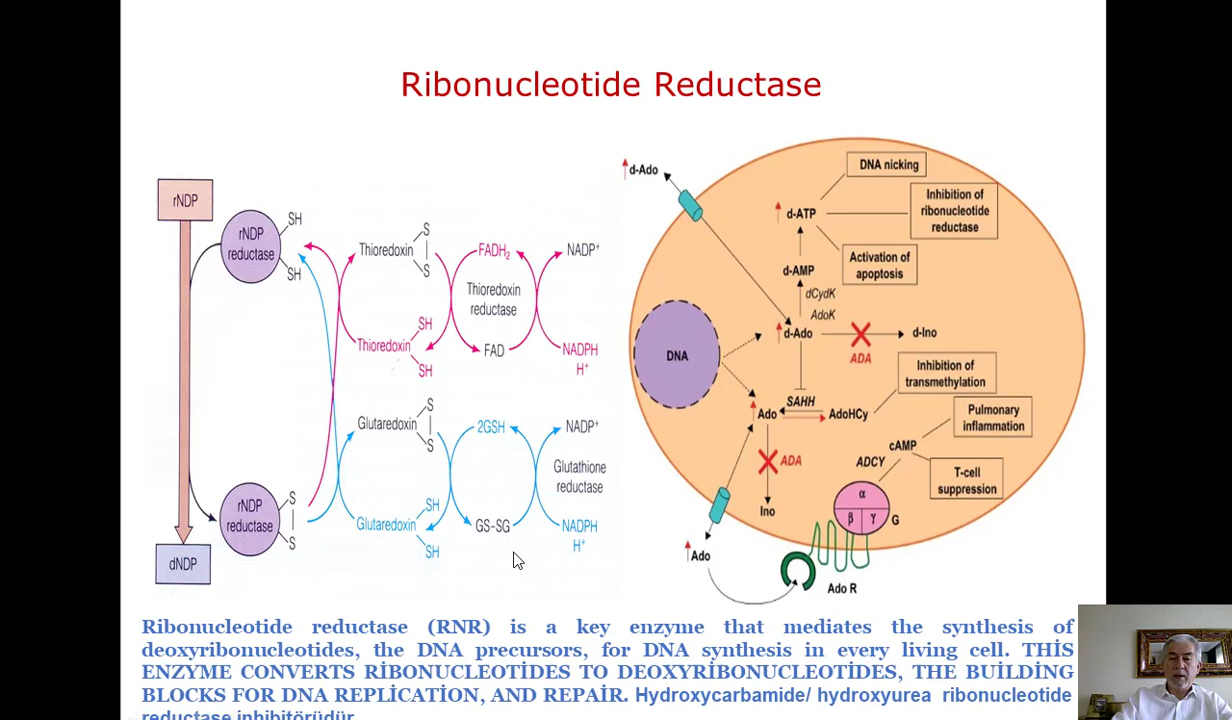 Ribonucleotide Reductase
rNDP
rNDP
reductase
SH
SH
Thioredoxin
S
S
FADH₂
NADP⁺
Thioredoxin
reductase
Thioredoxin
SH
SH
FAD
NADPH
H⁺
Glutaredoxin
S
S
2GSH
NADP⁺
Glutathione
reductase
Glutaredoxin
SH
SH
GS-SG
NADPH
H⁺
rNDP
reductase
S
S
dNDP
d-Ado
DNA nicking
d-ATP
Inhibition of
ribonucleotide
reductase
Activation of
apoptosis
d-AMP
dCydK
AdoK
DNA
d-Ado
ADA
d-Ino
Inhibition of
transmethylation
SAHH
Ado
AdoHCy
Pulmonary
inflammation
cAMP
ADCY
T-cell
suppression
ADA
Ino
α
β
γ
G
Ado
Ado R
Ribonucleotide reductase (RNR) is a key enzyme that mediates the synthesis of
deoxyribonucleotides, the DNA precursors, for DNA synthesis in every living cell. THİS
ENZYME CONVERTS RİBONUCLEOTİDES TO DEOXYRİBONUCLEOTİDES, THE BUİLDİNG
BLOCKS FOR DNA REPLİCATİON, AND REPAİR. Hydroxycarbamide/ hydroxyurea ribonucleotide
reductase inhibitörüdür